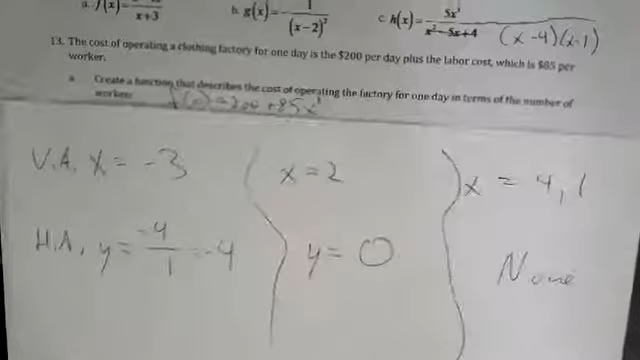 a. f(x)= x+3
b. g(x)= 1/(x−2)²
c. h(x)= 5x³/(x²−5x+4) (x-4)(x-1)
13. The cost of operating a clothing factory for one day is the $200 per day plus the labor cost, which is $85 per
worker.
a. Create a function that describes the cost of operating the factory for one day in terms of the number of
workers. = 200 + 85x
V.A. x = -3
x = 2
x = 4, 1
H.A. y = -4/1 = -4
y = 0
None